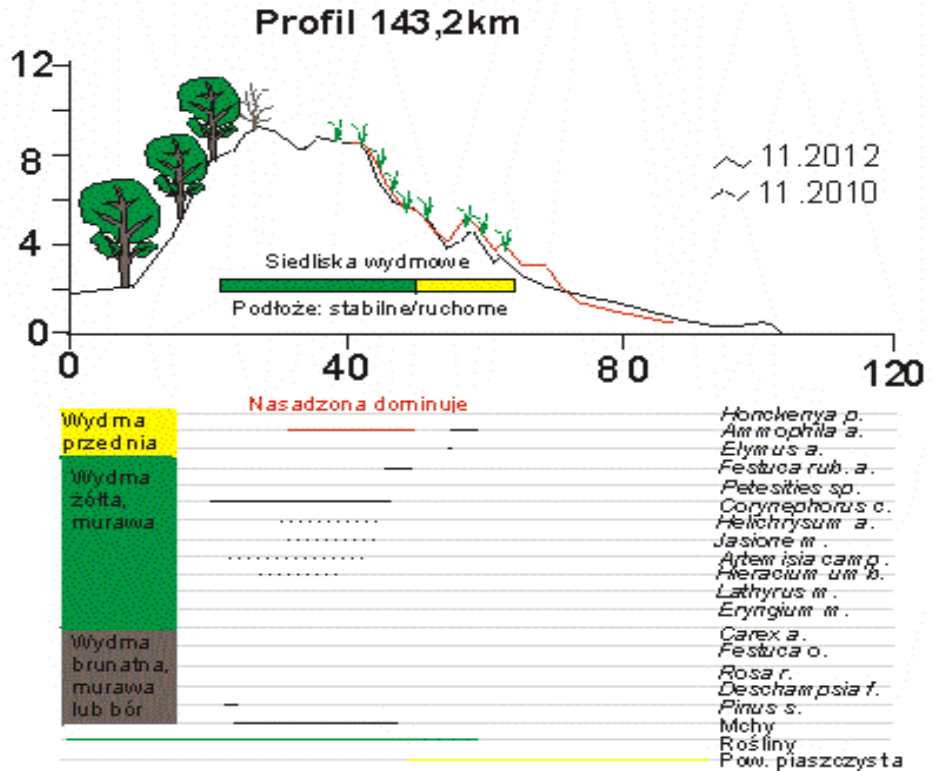 Profil 143,2km
12
8
4
0
11.2012
11.2010
Siedliska wydmowe
Podłoże: stabilne/ruchome
0 40 80 120
Nasadzona dominuje
Wydma
przednia
Wydma
żółta,
murawa
Wydma
brunatna,
murawa
lub bór
Honckenya p.
Ammophila a.
Elymus a.
Festuca rub. a.
Petesities sp.
Corynephorus c.
Helichrysum a.
Jasione m.
Artemisia camp.
Hieracium umb.
Lathyrus m.
Eryngium m.
Carex a.
Festuca o.
Rosa r.
Deschampsia f.
Pinus s.
Mchy
Rośliny
Pow. piaszczysta